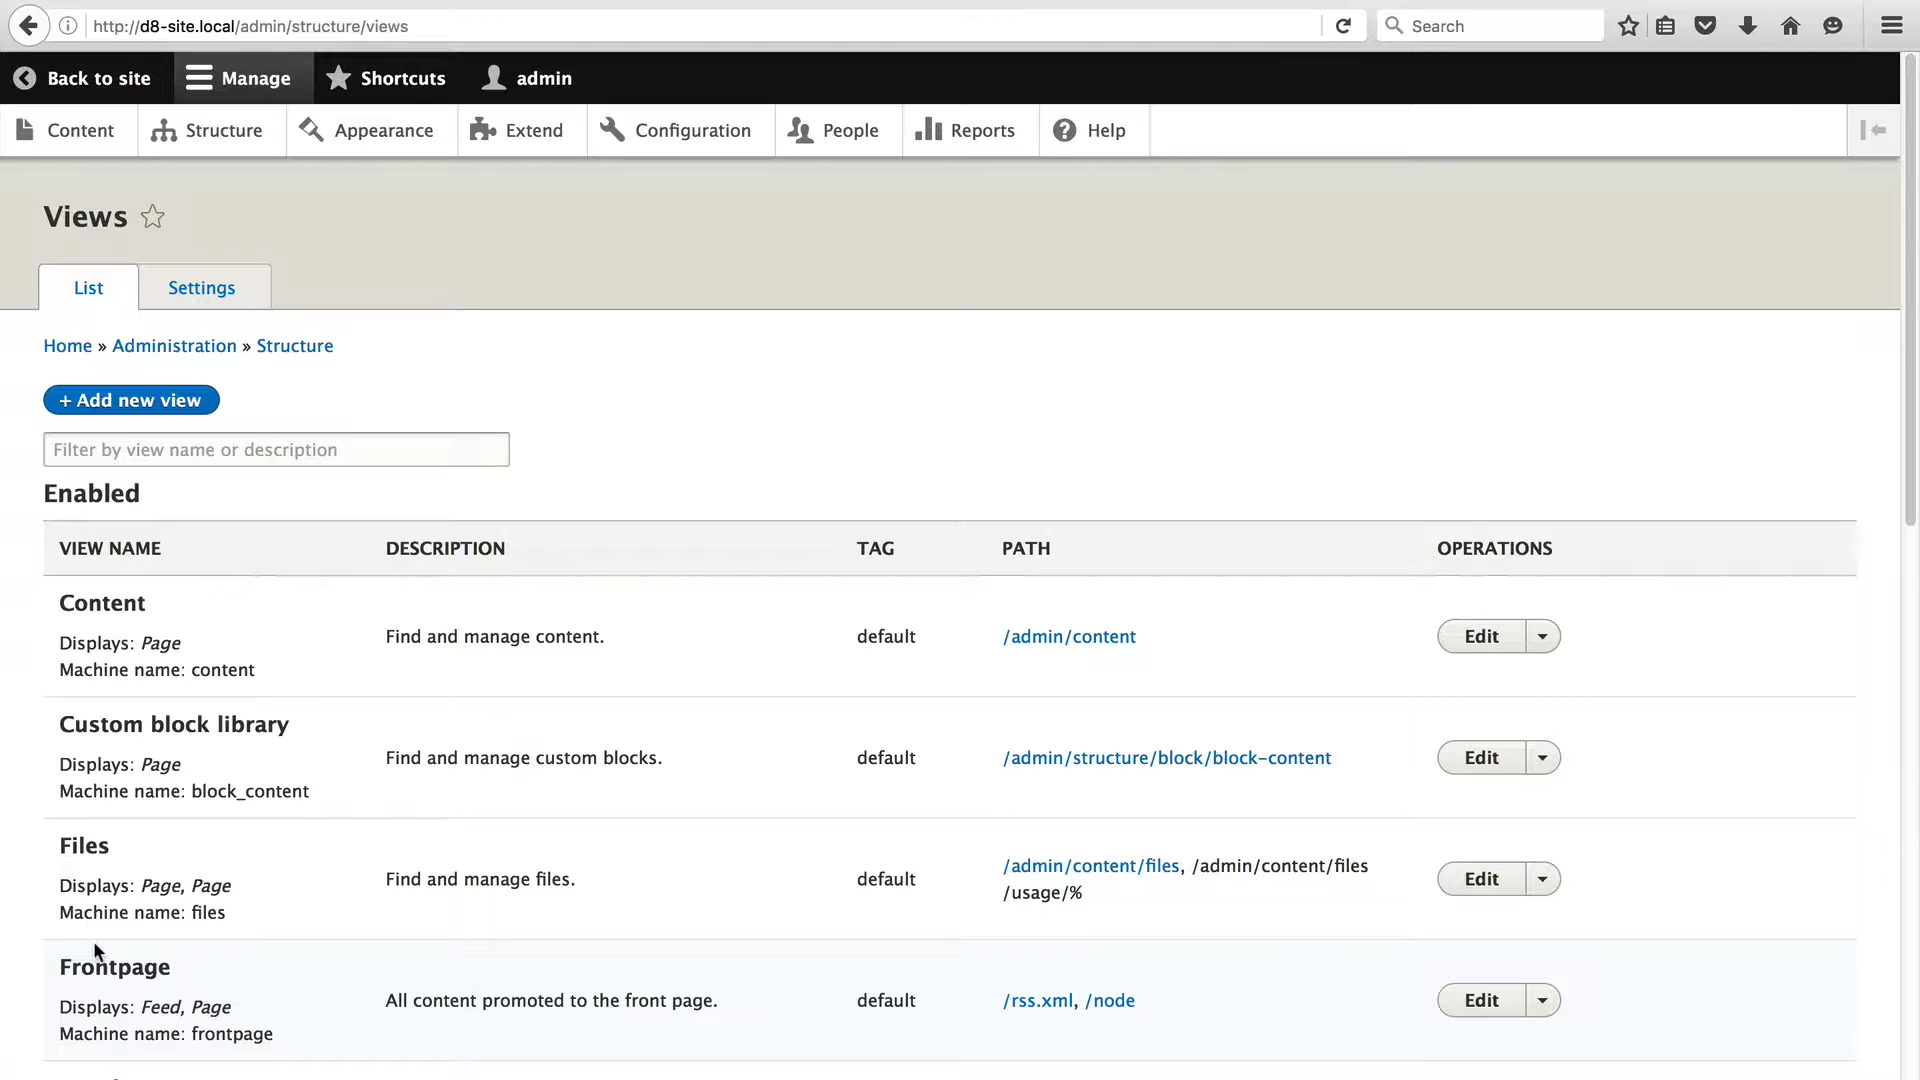 http://d8-site.local/admin/structure/views
Search
Back to site Manage Shortcuts admin
Content Structure Appearance Extend Configuration People Reports Help
Views
List Settings
Home » Administration » Structure
+ Add new view
Filter by view name or description
Enabled
VIEW NAME DESCRIPTION TAG PATH OPERATIONS
Content
Displays: Page
Machine name: content
Find and manage content.
default
/admin/content
Edit
Custom block library
Displays: Page
Machine name: block_content
Find and manage custom blocks.
default
/admin/structure/block/block-content
Edit
Files
Displays: Page, Page
Machine name: files
Find and manage files.
default
/admin/content/files, /admin/content/files
/usage/%
Edit
Frontpage
Displays: Feed, Page
Machine name: frontpage
All content promoted to the front page.
default
/rss.xml, /node
Edit